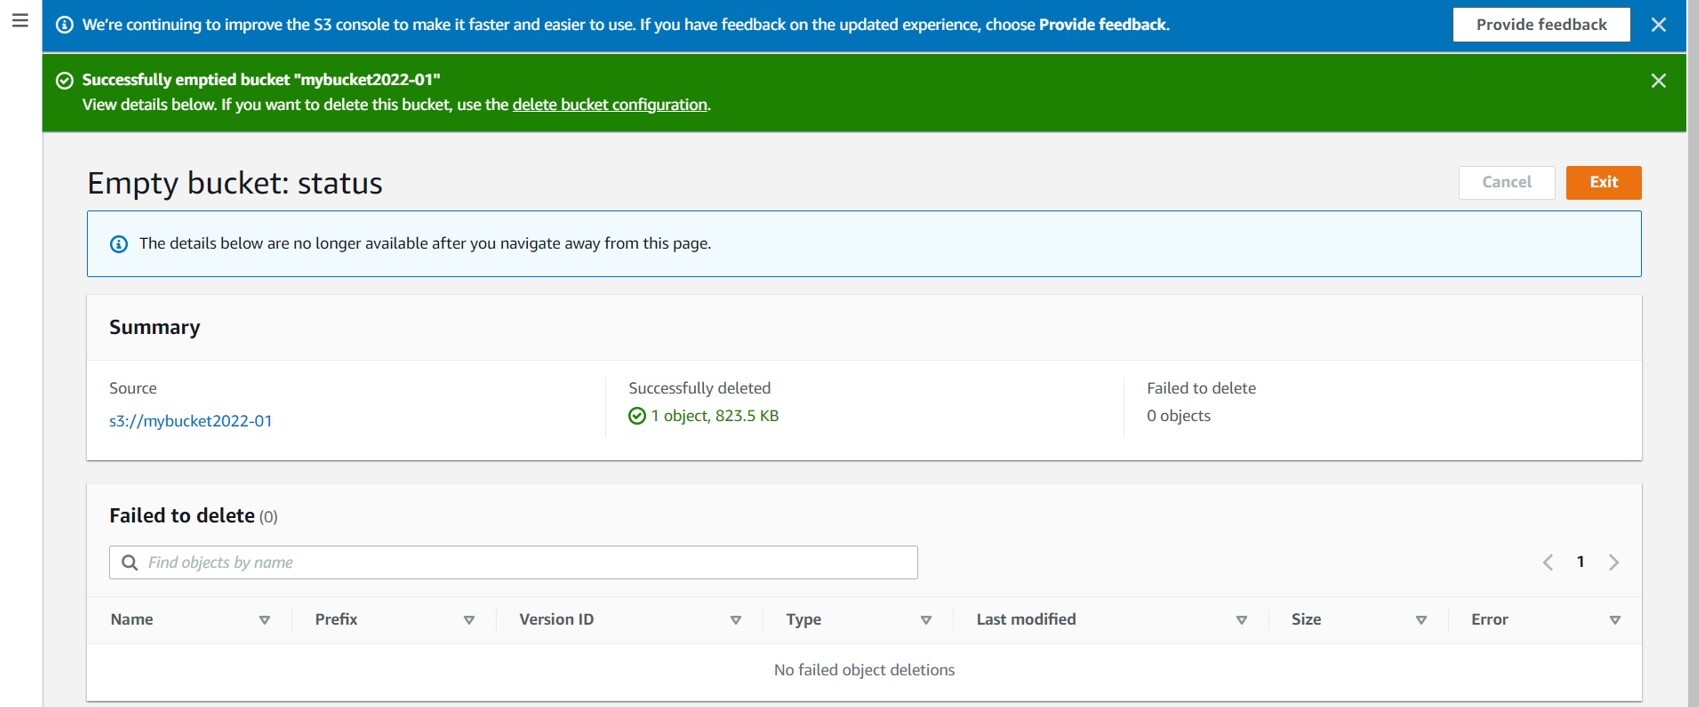 We're continuing to improve the S3 console to make it faster and easier to use. If you have feedback on the updated experience, choose Provide feedback.
Provide feedback
Successfully emptied bucket "mybucket2022-01"
View details below. If you want to delete this bucket, use the delete bucket configuration.
Empty bucket: status
Cancel
Exit
The details below are no longer available after you navigate away from this page.
Summary
Source
s3://mybucket2022-01
Successfully deleted
1 object, 823.5 KB
Failed to delete
0 objects
Failed to delete (0)
Find objects by name
1
Name
Prefix
Version ID
Type
Last modified
Size
Error
No failed object deletions